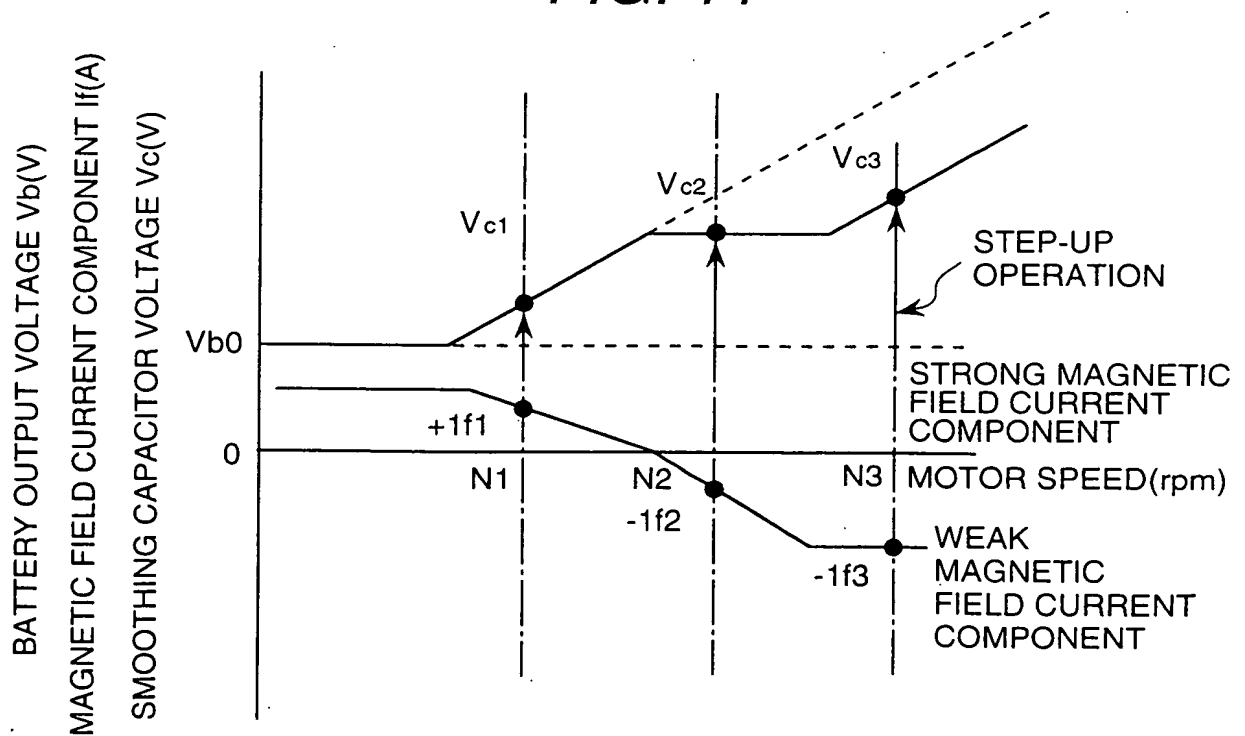 BATTERY OUTPUT VOLTAGE Vb(V)
MAGNETIC FIELD CURRENT COMPONENT If(A)
SMOOTHING CAPACITOR VOLTAGE Vc(V)
Vc1
Vc2
Vc3
STEP-UP
OPERATION
Vb0
STRONG MAGNETIC
FIELD CURRENT
COMPONENT
+1f1
0
N1
N2
N3
MOTOR SPEED(rpm)
-1f2
-1f3
WEAK
MAGNETIC
FIELD CURRENT
COMPONENT